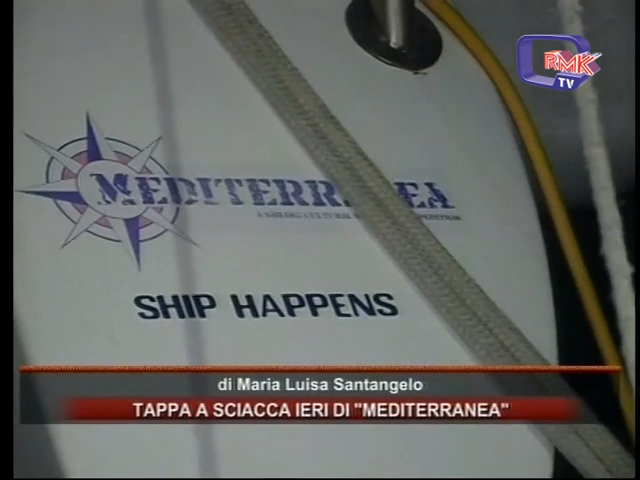 RMK
TV
MEDITERRANEA
SHIP HAPPENS
di Maria Luisa Santangelo
TAPPA A SCIACCA IERI DI "MEDITERRANEA"